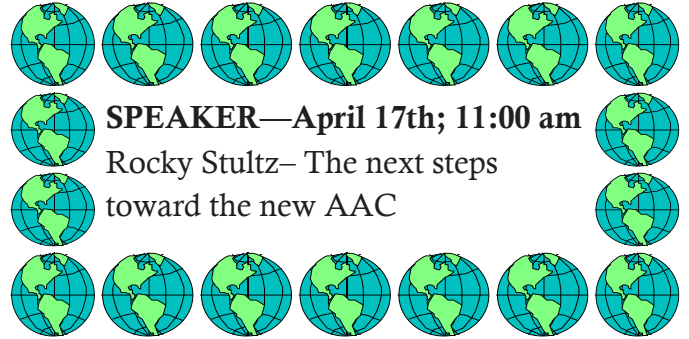 SPEAKER—April 17th; 11:00 am
Rocky Stultz– The next steps
toward the new AAC